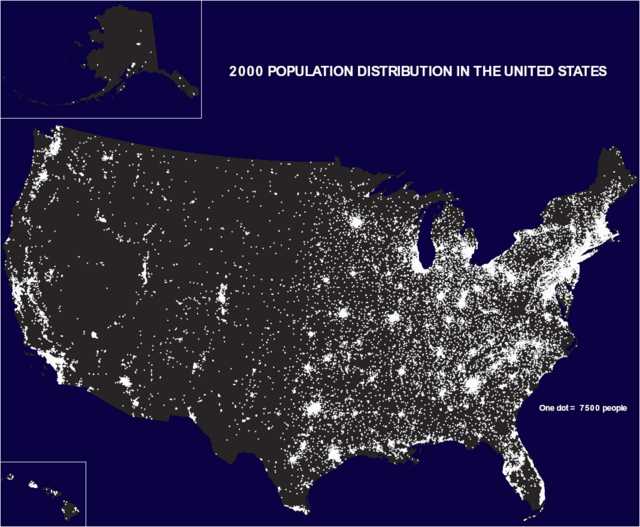 2000 POPULATION DISTRIBUTION IN THE UNITED STATES
One dot = 7500 people